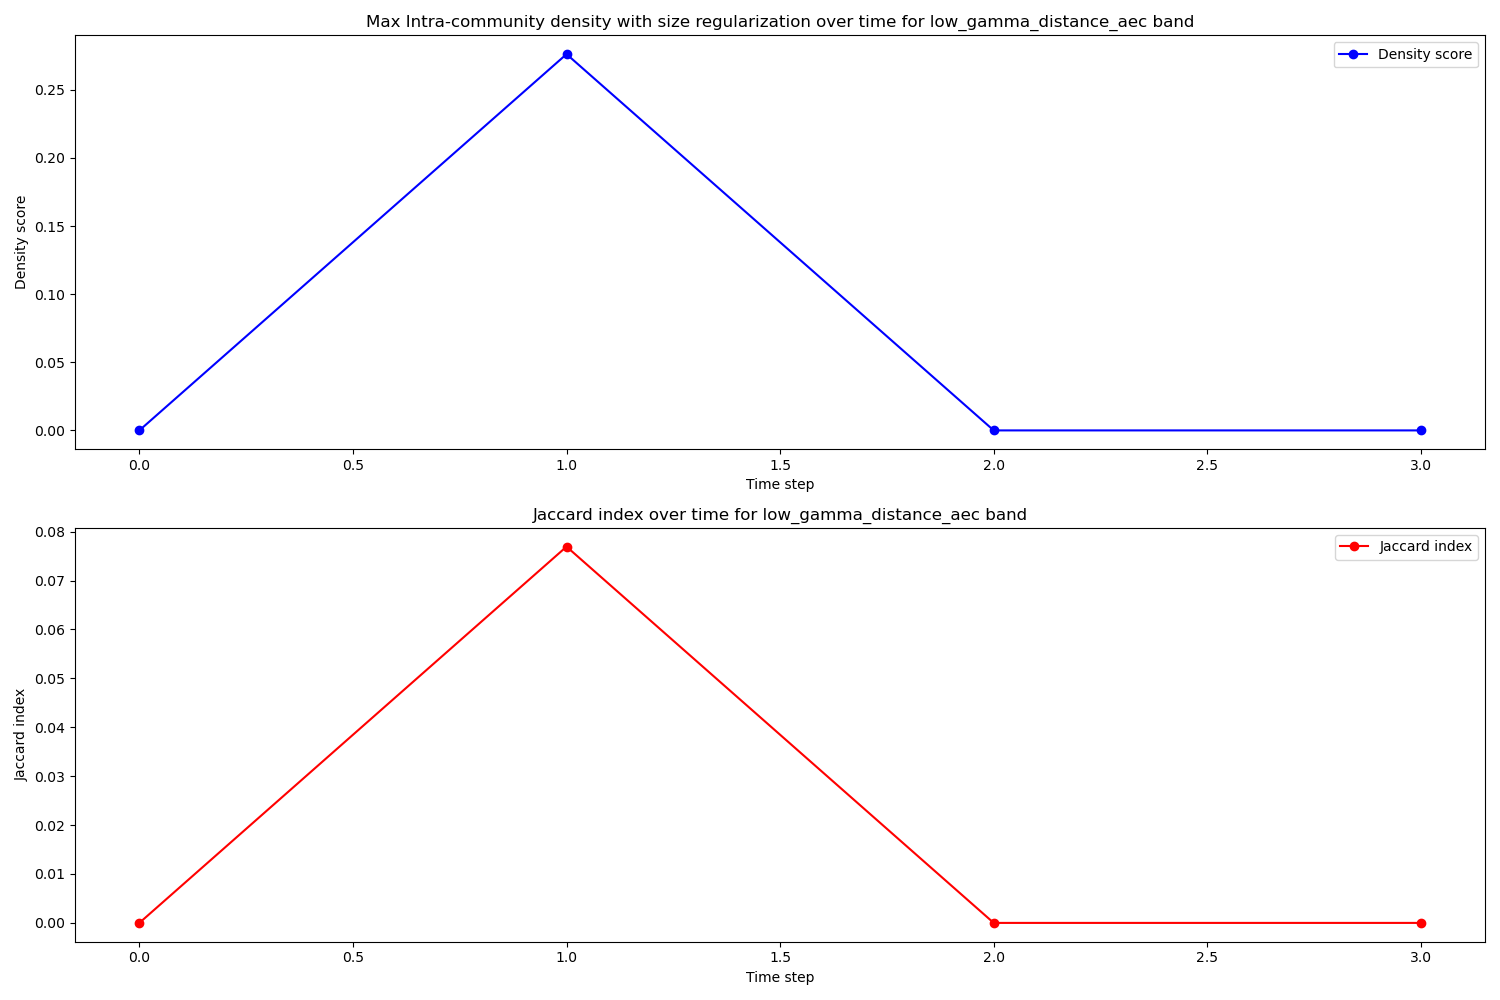 Max Intra-community density with size regularization over time for low_gamma_distance_aec band
Density score
0.25
0.20
0.15
0.10
0.05
0.00
Density score
0.0 0.5 1.0 1.5 2.0 2.5 3.0
Time step
Jaccard index over time for low_gamma_distance_aec band
Jaccard index
0.08
0.07
0.06
0.05
0.04
0.03
0.02
0.01
0.00
Jaccard index
0.0 0.5 1.0 1.5 2.0 2.5 3.0
Time step